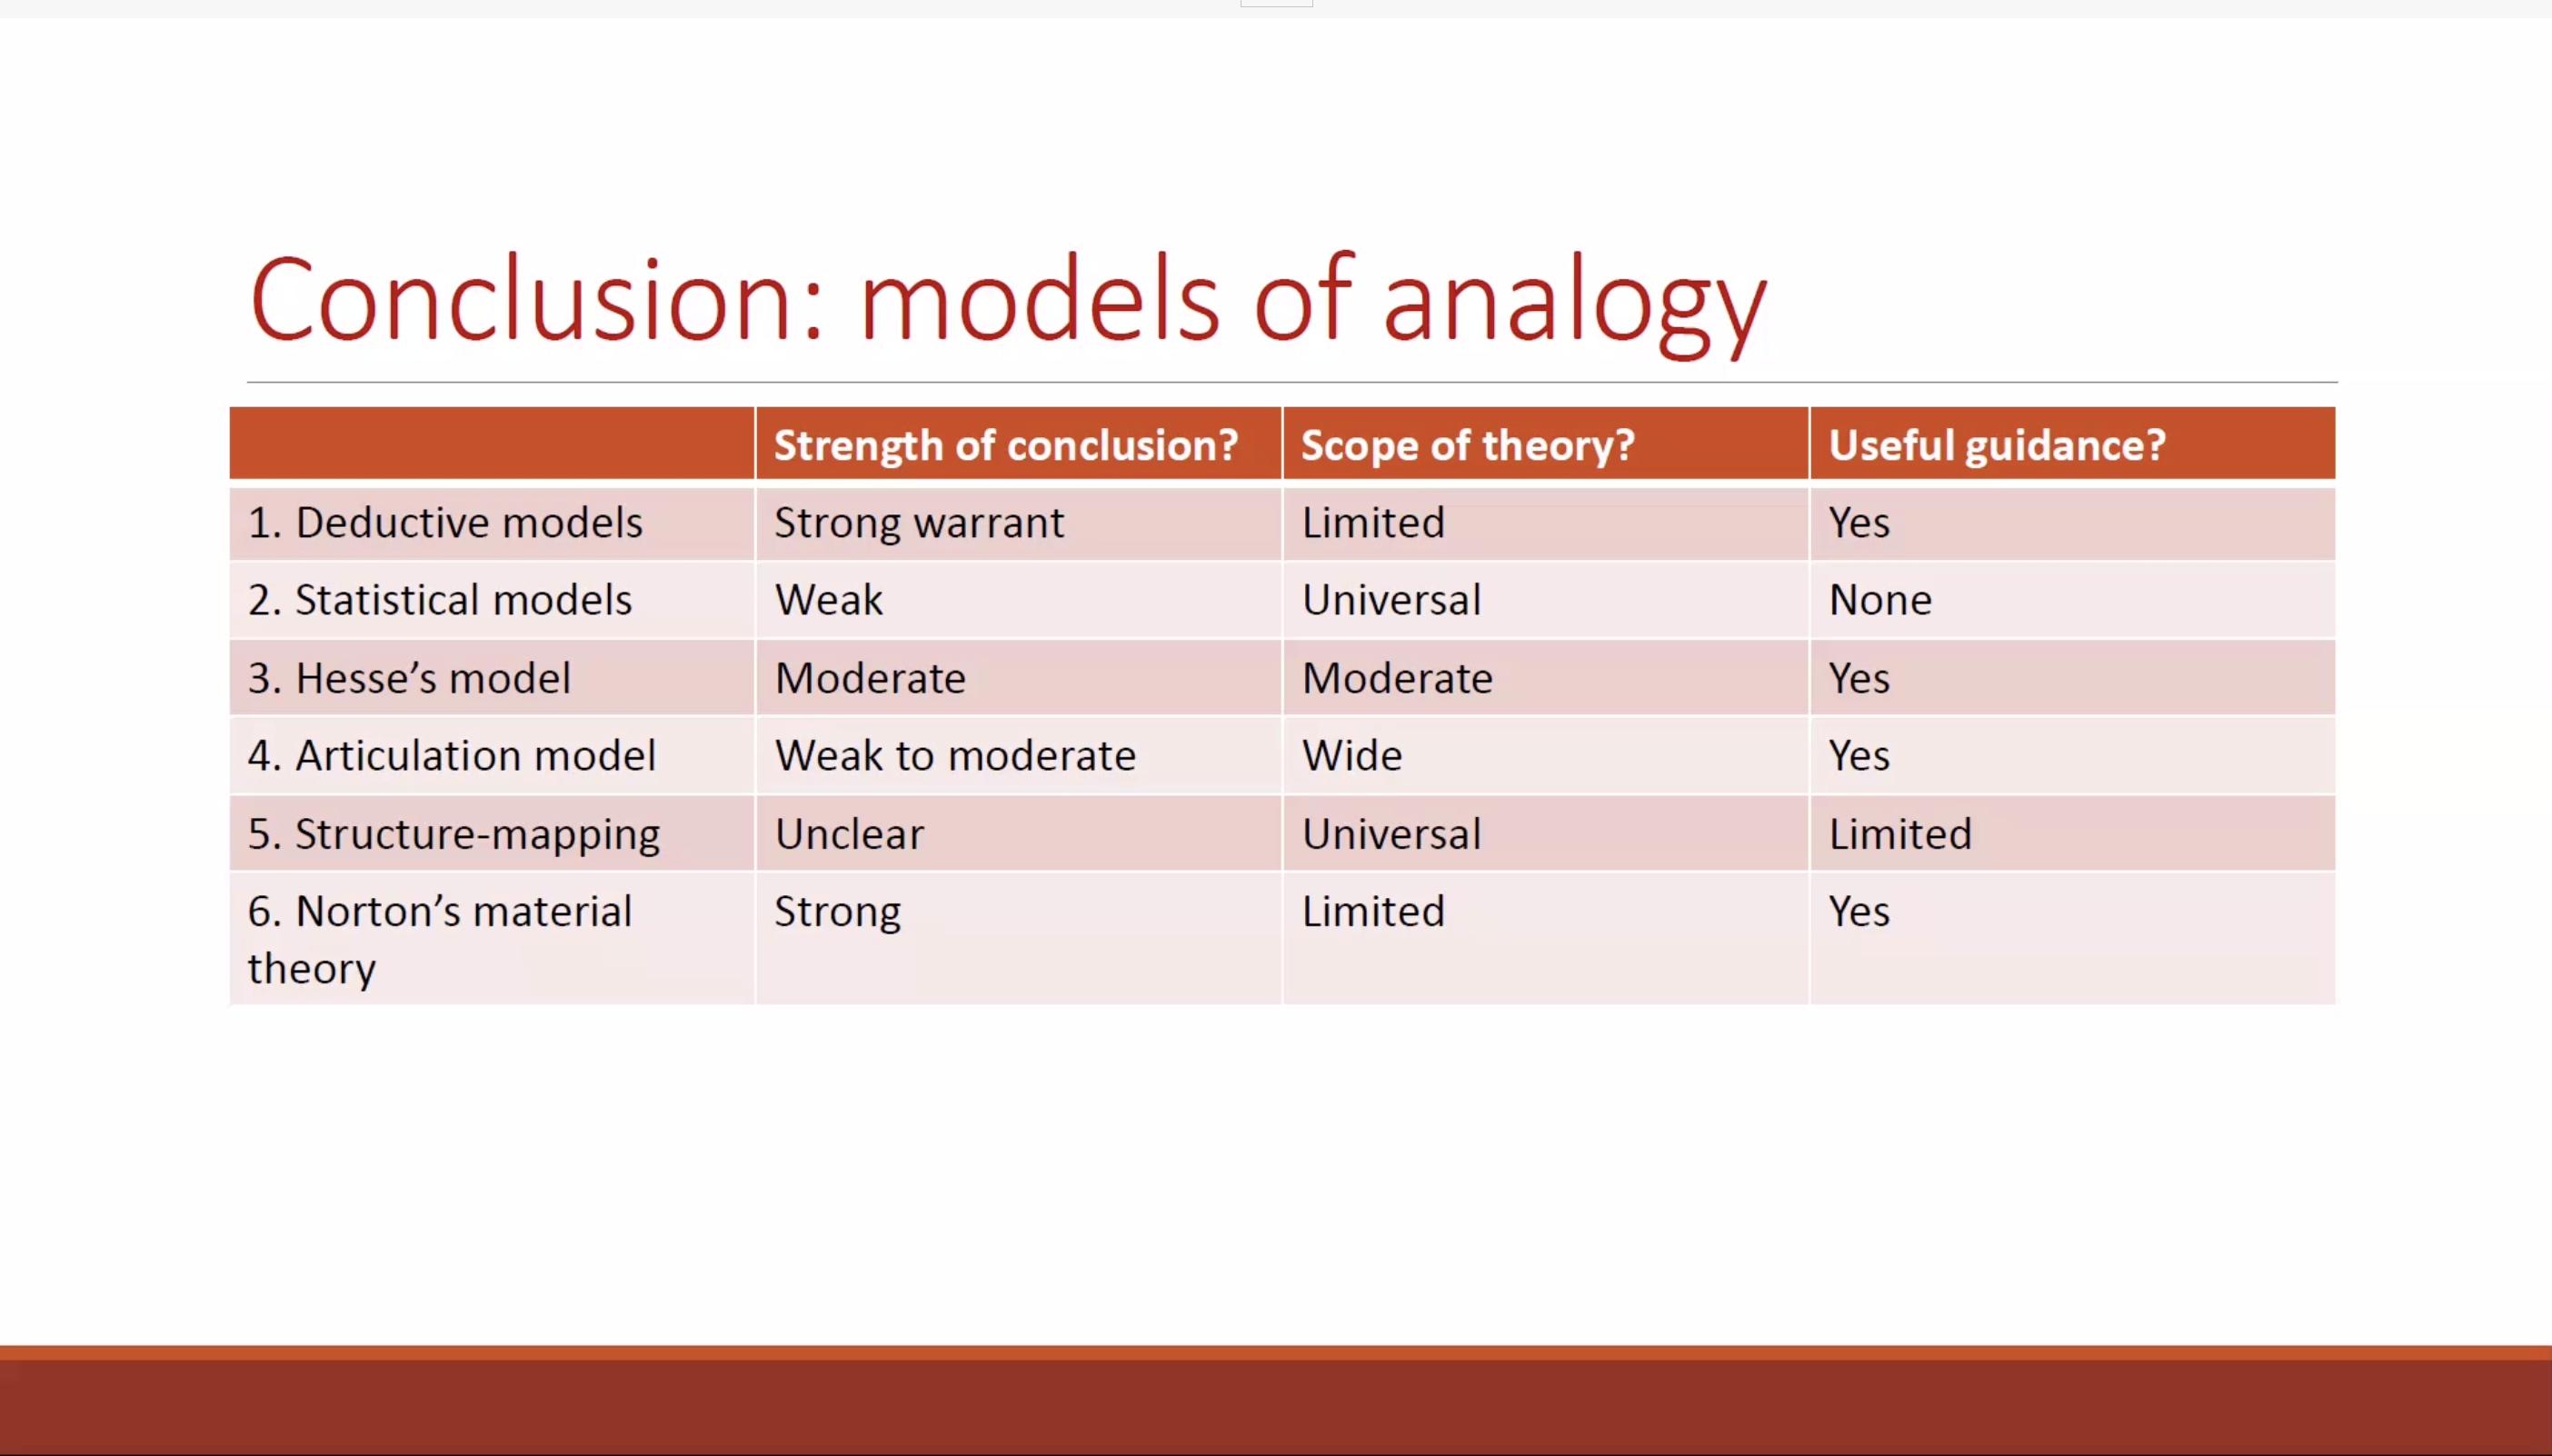 Conclusion: models of analogy
Strength of conclusion? Scope of theory? Useful guidance?
1. Deductive models Strong warrant Limited Yes
2. Statistical models Weak Universal None
3. Hesse’s model Moderate Moderate Yes
4. Articulation model Weak to moderate Wide Yes
5. Structure-mapping Unclear Universal Limited
6. Norton’s material Strong Limited Yes
theory